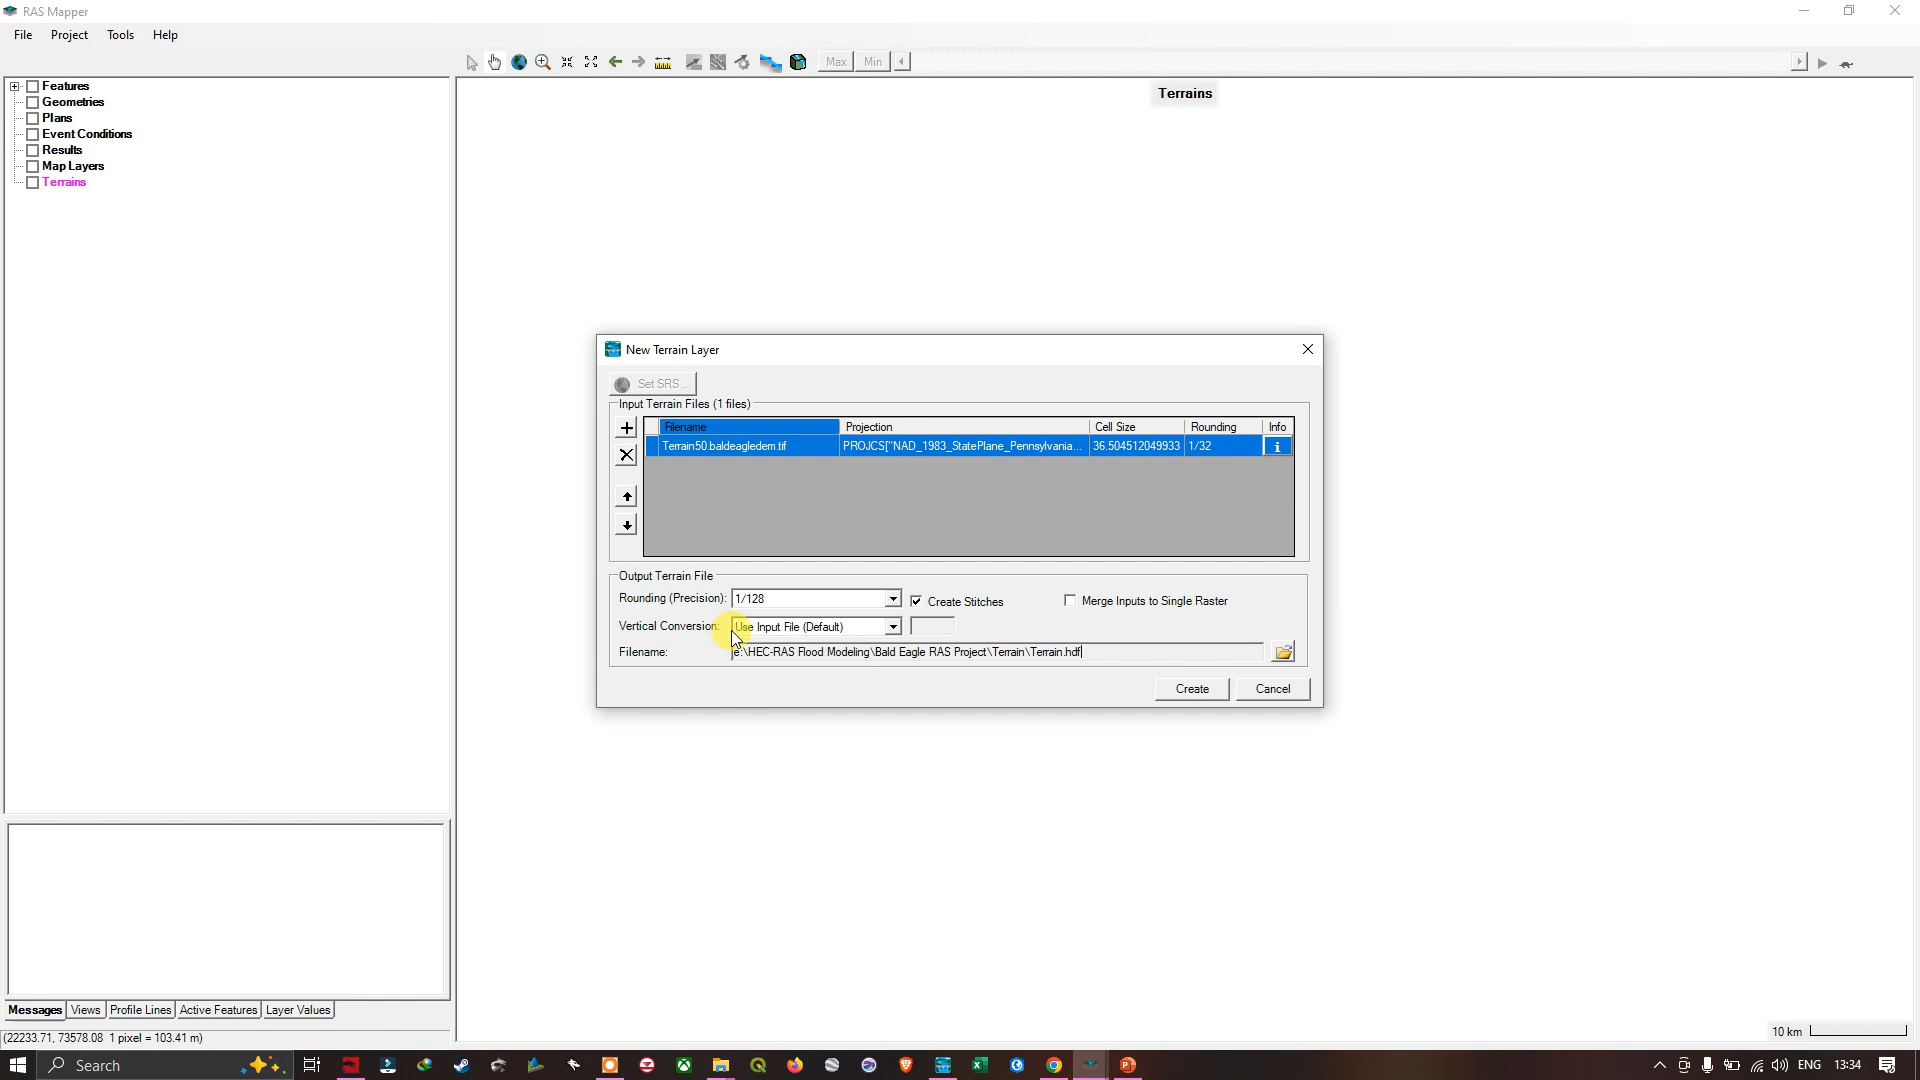 RAS Mapper
File Project Tools Help
Max Min
Features
Geometries
Plans
Event Conditions
Results
Map Layers
Terrains
Terrains
New Terrain Layer
Set SRS ...
Input Terrain Files (1 files)
Filename Projection Cell Size Rounding Info
Terrain50.baldeagledem.tif PROJCS["NAD_1983_StatePlane_Pennsylvania... 36.504512049933 1/32 i
Output Terrain File
Rounding (Precision): 1/128 Create Stitches Merge Inputs to Single Raster
Vertical Conversion: Use Input File (Default)
Filename: e:\HEC-RAS Flood Modeling\Bald Eagle RAS Project\Terrain\Terrain.hdf
Create Cancel
Messages Views Profile Lines Active Features Layer Values
(22233.71, 73578.08 1 pixel = 103.41 m)
10 km
Search
ENG 13:34